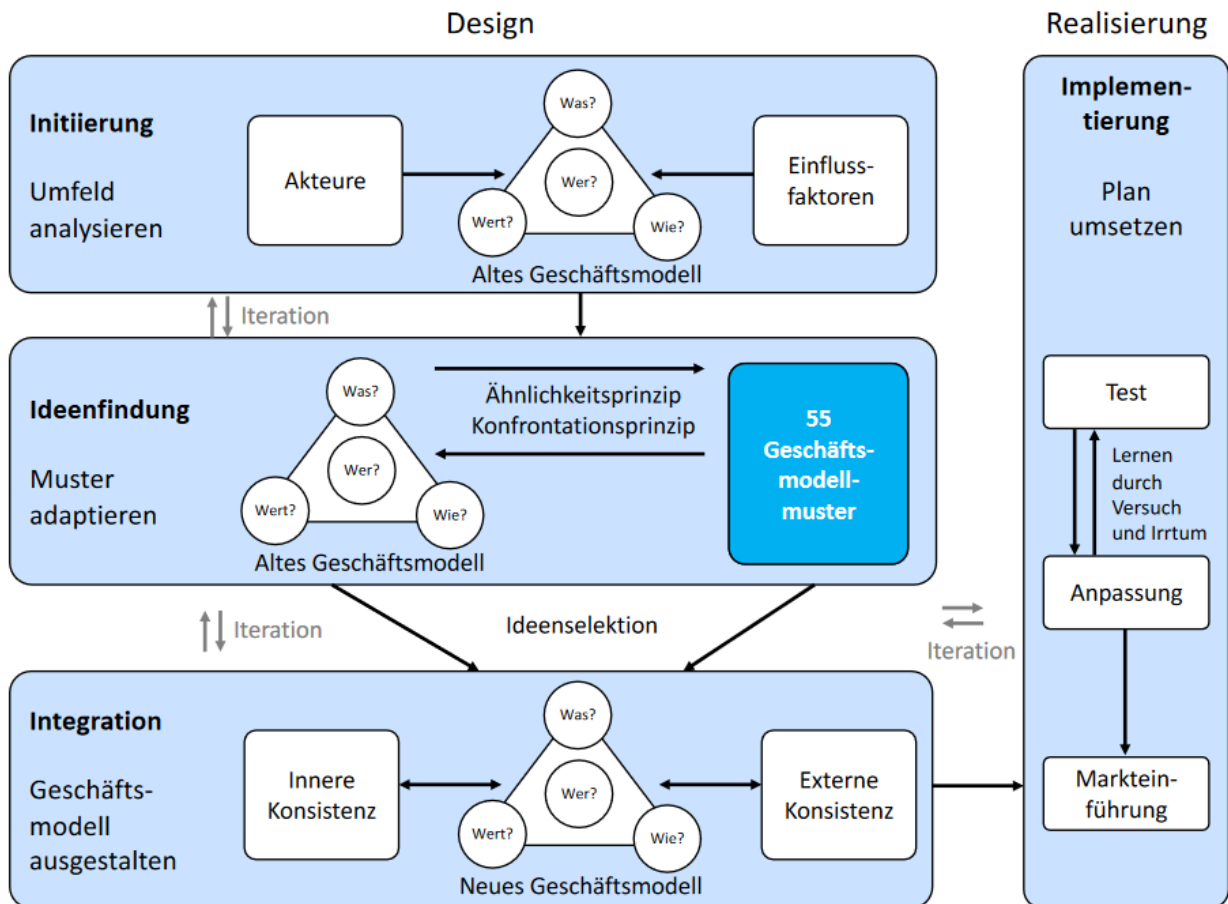 Design
Realisierung
Initiierung
Umfeld
analysieren
Akteure
Was?
Wer?
Wert?
Wie?
Altes Geschäftsmodell
Einfluss-
faktoren
Iteration
Ideenfindung
Muster
adaptieren
Was?
Wer?
Wert?
Wie?
Altes Geschäftsmodell
Ähnlichkeitsprinzip
Konfrontationsprinzip
55
Geschäfts-
modell-
muster
Iteration
Ideenselektion
Iteration
Integration
Geschäfts-
modell
ausgestalten
Innere
Konsistenz
Was?
Wer?
Wert?
Wie?
Neues Geschäftsmodell
Externe
Konsistenz
Implemen-
tierung
Plan
umsetzen
Test
Lernen
durch
Versuch
und Irrtum
Anpassung
Marktein-
führung